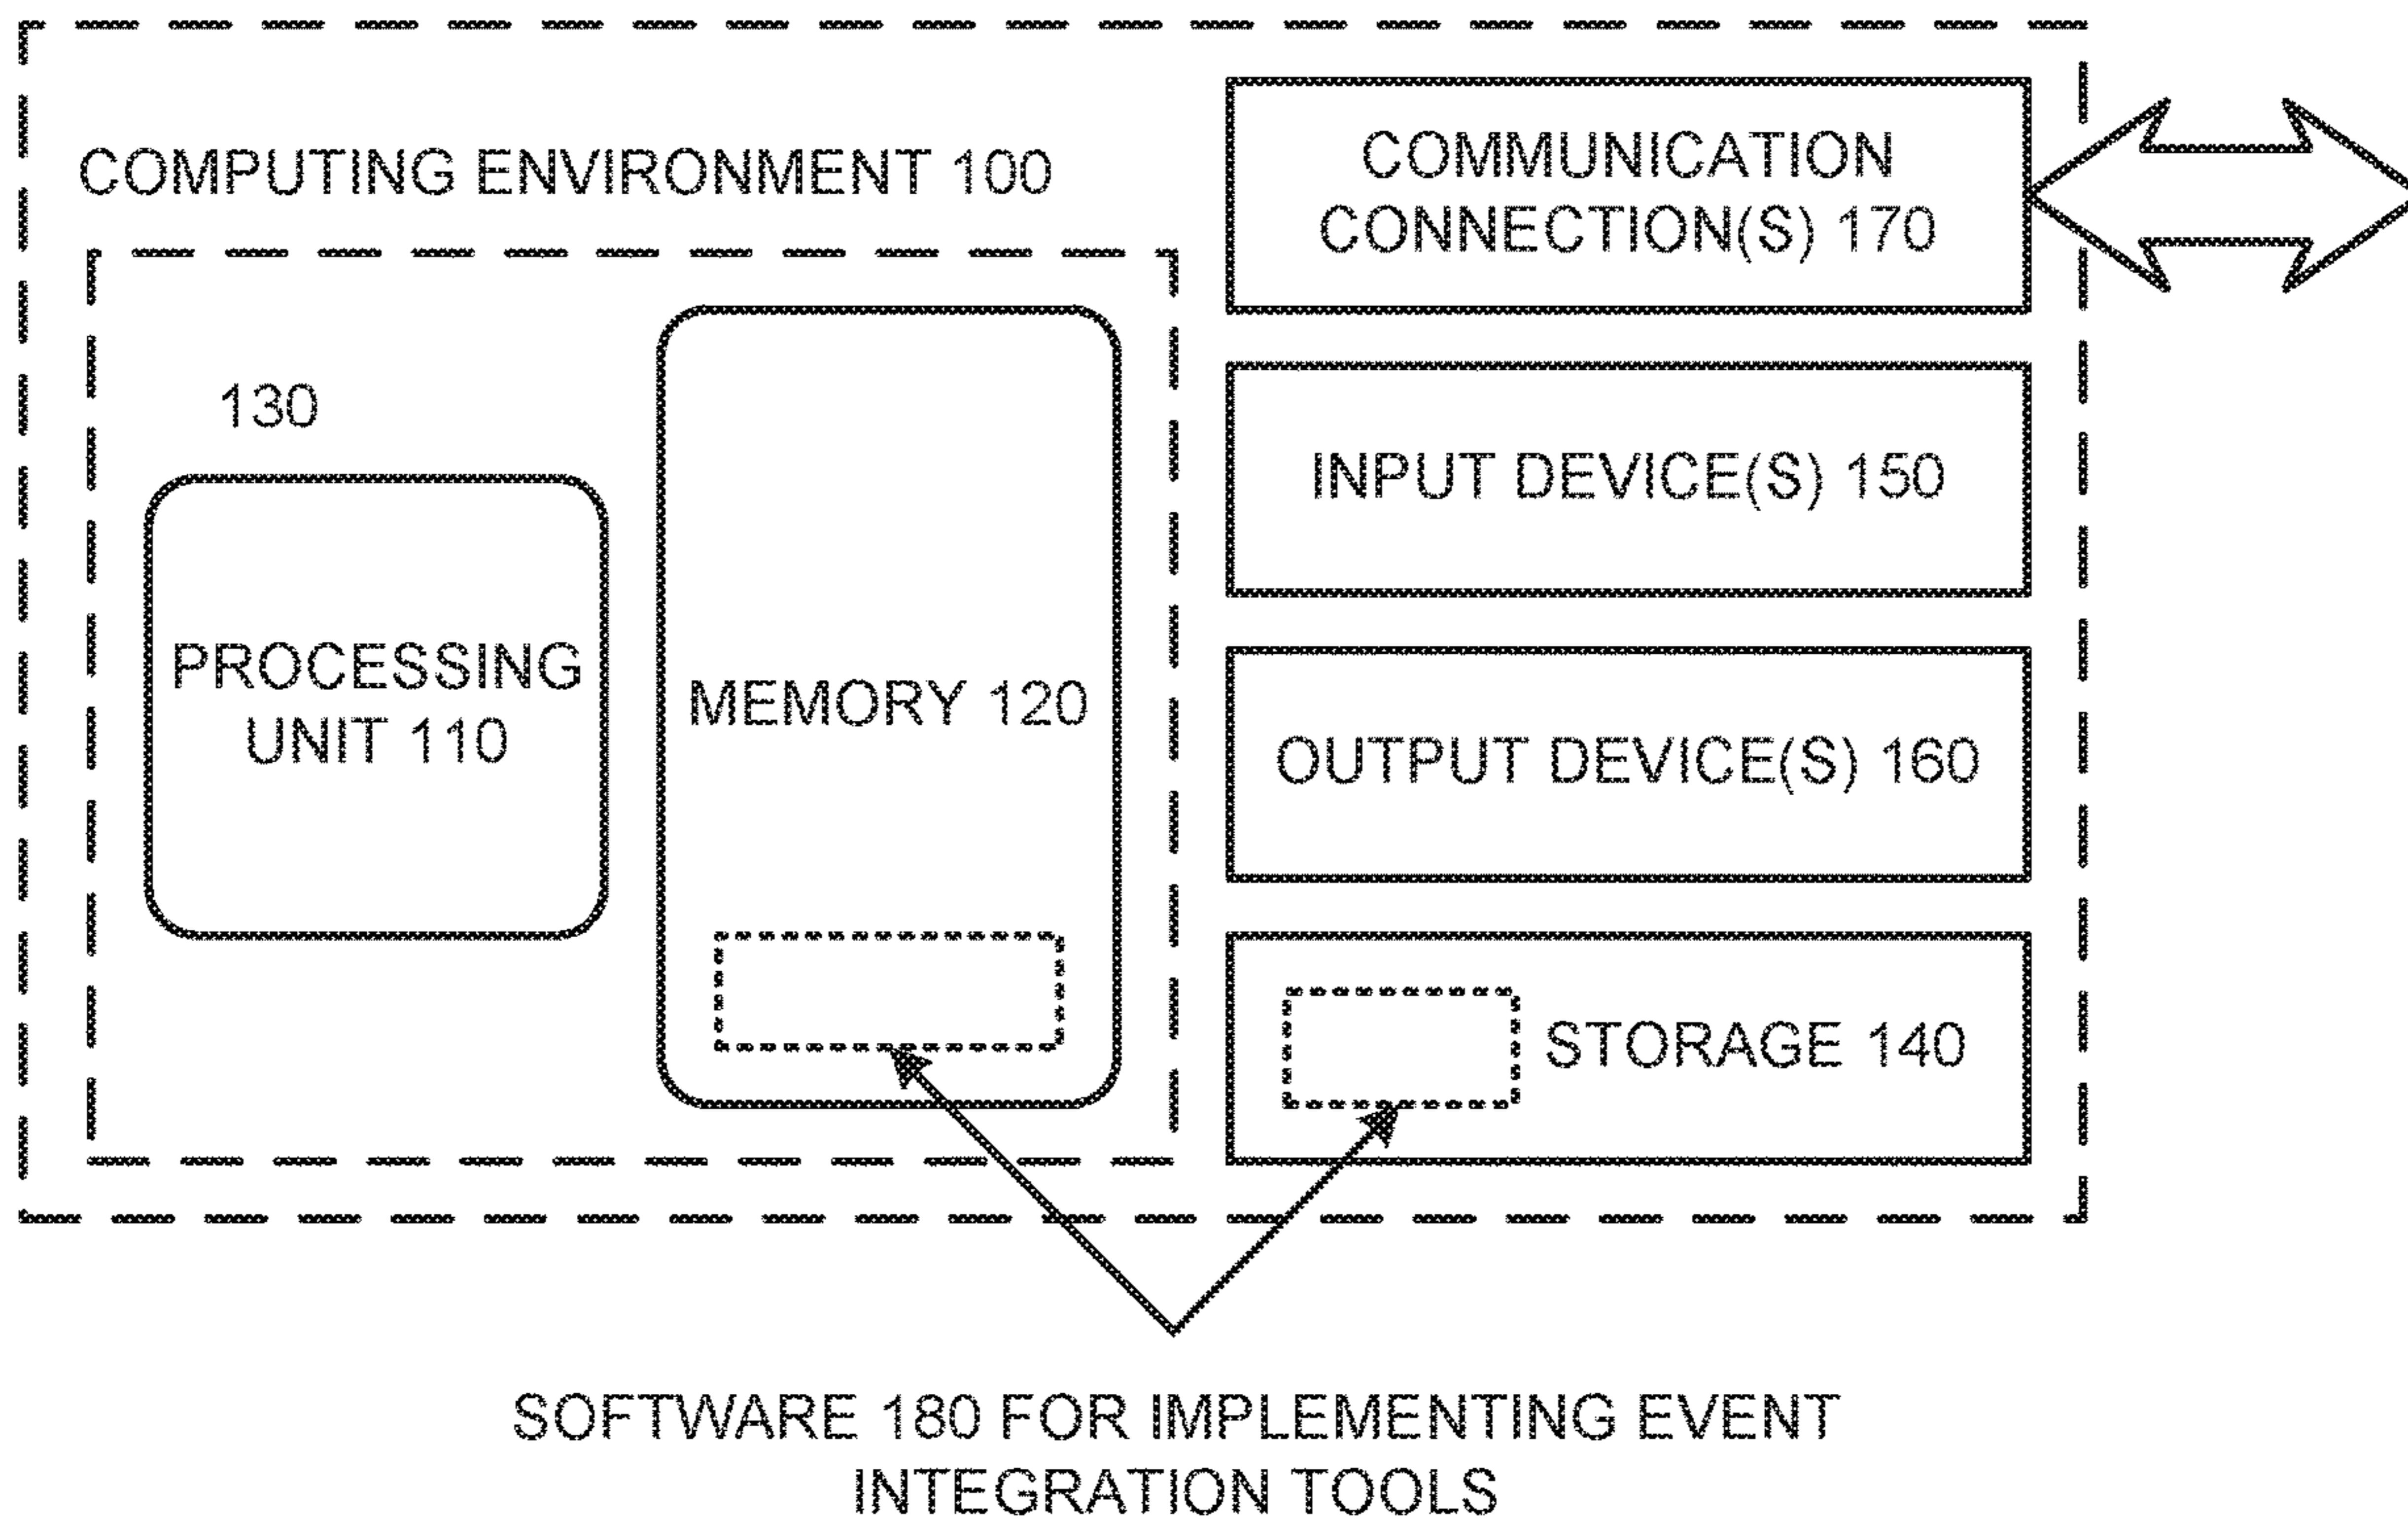 COMPUTING ENVIRONMENT 100
130
PROCESSING
UNIT 110
MEMORY 120
COMMUNICATION
CONNECTION(S) 170
INPUT DEVICE(S) 150
OUTPUT DEVICE(S) 160
STORAGE 140
SOFTWARE 180 FOR IMPLEMENTING EVENT
INTEGRATION TOOLS